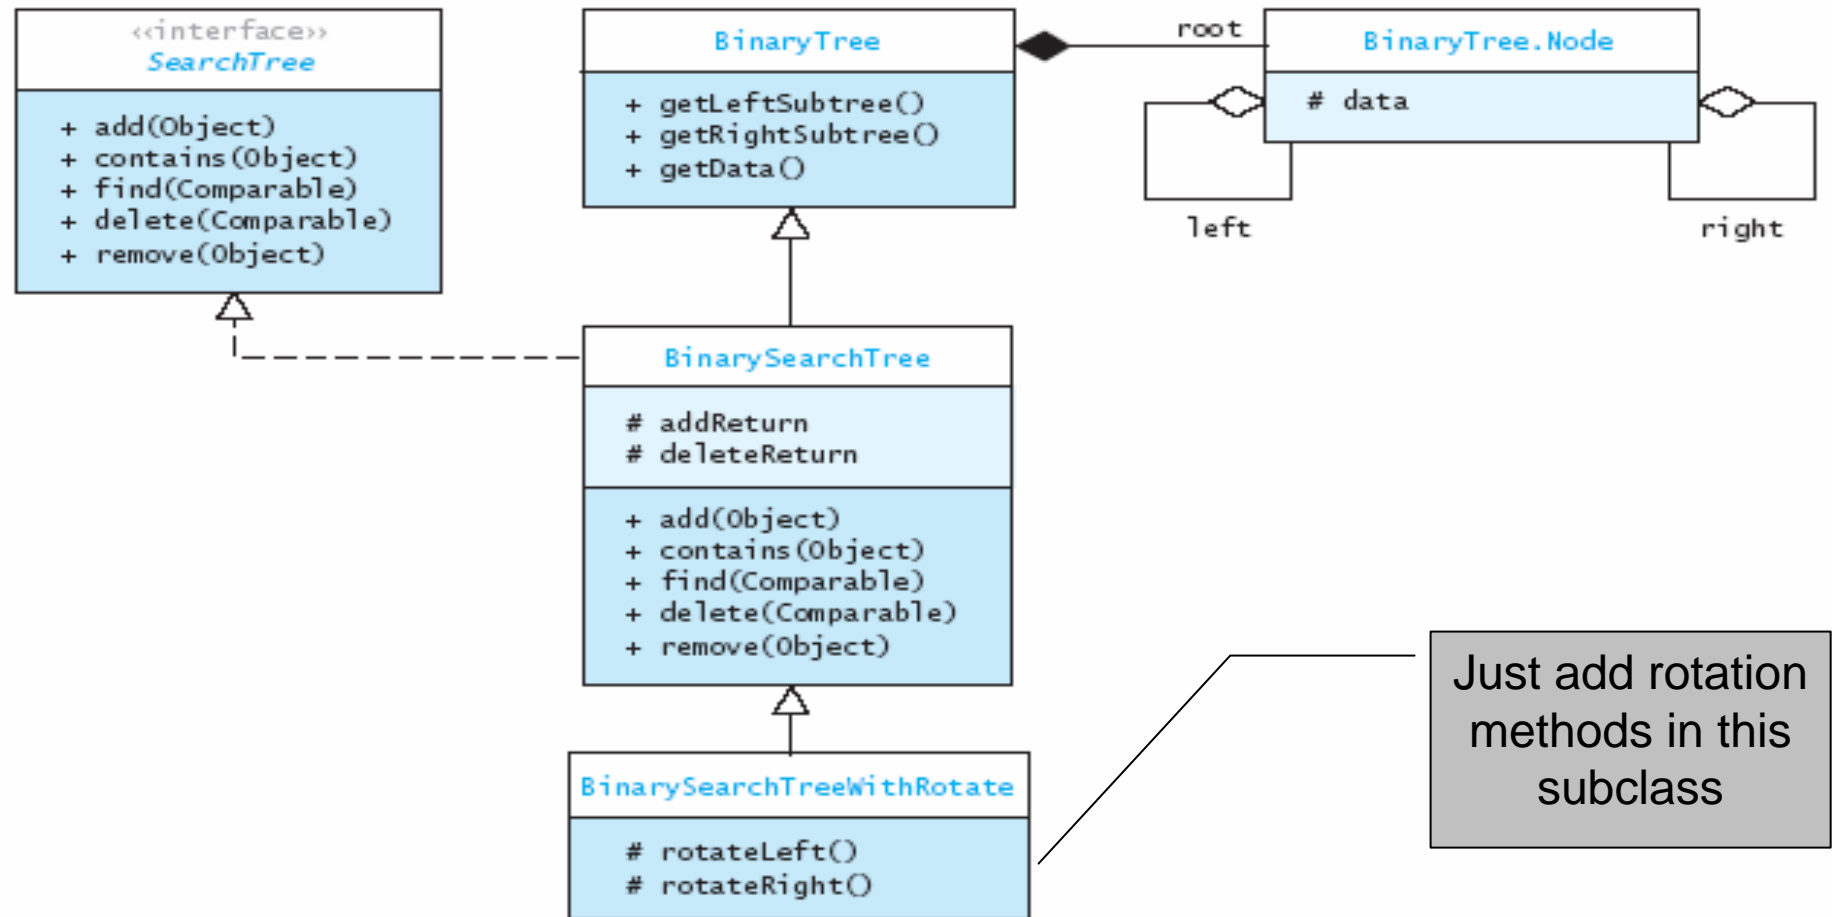 ‹‹interface››
SearchTree
+ add(Object)
+ contains(Object)
+ find(Comparable)
+ delete(Comparable)
+ remove(Object)
BinaryTree
+ getLeftSubtree()
+ getRightSubtree()
+ getData()
root
BinaryTree.Node
# data
left
right
BinarySearchTree
# addReturn
# deleteReturn
+ add(Object)
+ contains(Object)
+ find(Comparable)
+ delete(Comparable)
+ remove(Object)
BinarySearchTreeWithRotate
# rotateLeft()
# rotateRight()
Just add rotation
methods in this
subclass